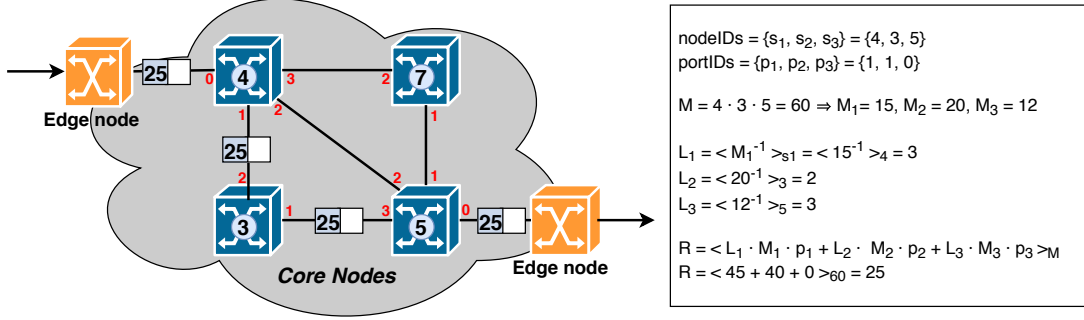 25
0
4
3
2
7
Edge node
1
2
1
25
2
2
1
3
1
25
3
5
0
25
Core Nodes
Edge node
nodeIDs = {s₁, s₂, s₃} = {4, 3, 5}
portIDs = {p₁, p₂, p₃} = {1, 1, 0}
M = 4 · 3 · 5 = 60 ⇒ M₁ = 15, M₂ = 20, M₃ = 12
L₁ = < M₁⁻¹ >ₛ₁ = < 15⁻¹ >₄ = 3
L₂ = < 20⁻¹ >₃ = 2
L₃ = < 12⁻¹ >₅ = 3
R = < L₁ · M₁ · p₁ + L₂ · M₂ · p₂ + L₃ · M₃ · p₃ >_M
R = < 45 + 40 + 0 >₆₀ = 25